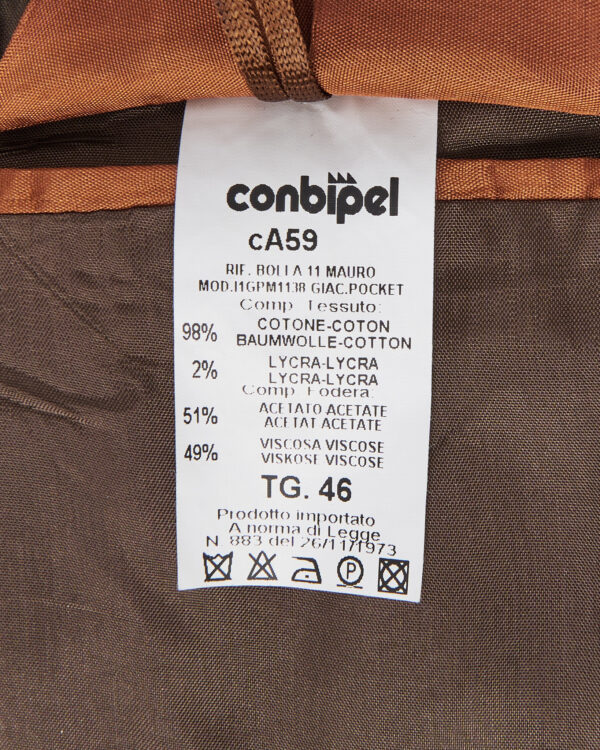 conbipel
cA59
RIF. BOLLA 11 MAURO
MOD.I1GPM1138 GIAC.POCKET
Comp. Tessuto:
98% COTONE-COTON
BAUMWOLLE-COTTON
2% LYCRA-LYCRA
LYCRA-LYCRA
Comp. Fodera:
51% ACETATO ACETATE
ACETAT ACETATE
49% VISCOSA VISCOSE
VISKOSE VISCOSE
TG. 46
Prodotto importato
A norma di Legge
N 883 del 26/11/1973
P